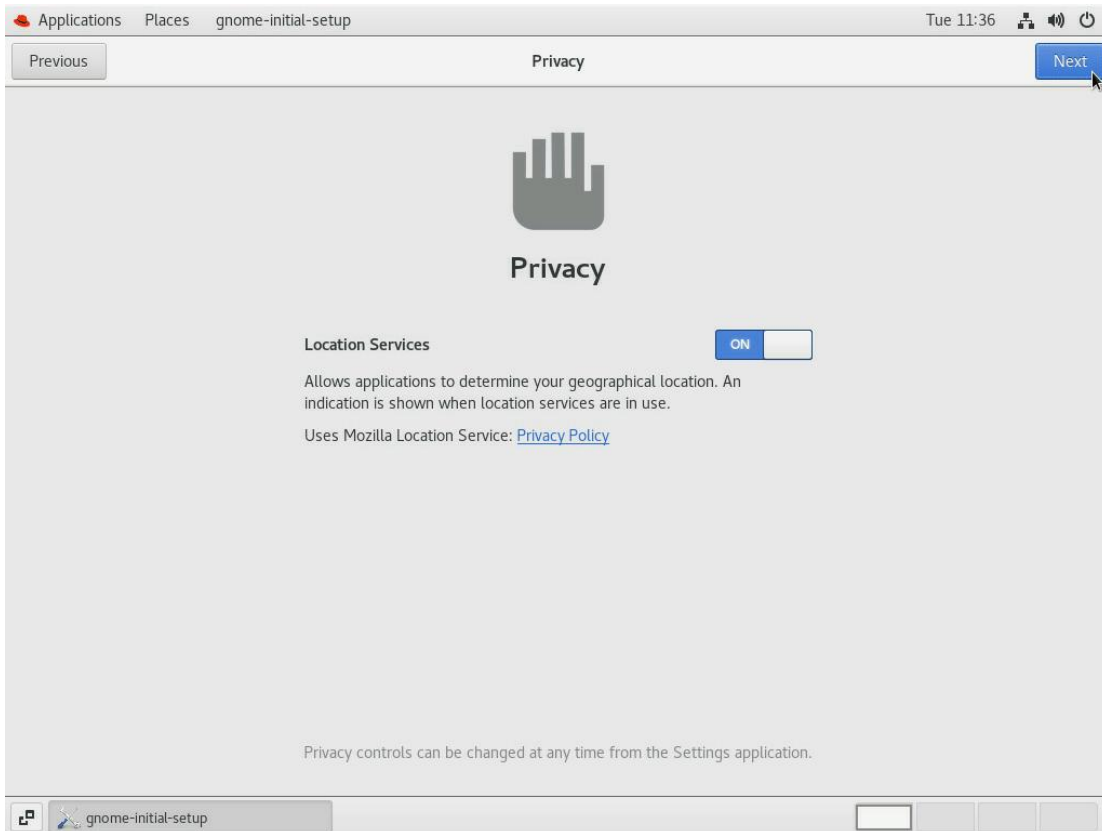 Applications Places gnome-initial-setup Tue 11:36
Previous Privacy Next
Privacy
Location Services ON
Allows applications to determine your geographical location. An
indication is shown when location services are in use.
Uses Mozilla Location Service: Privacy Policy
Privacy controls can be changed at any time from the Settings application.
gnome-initial-setup